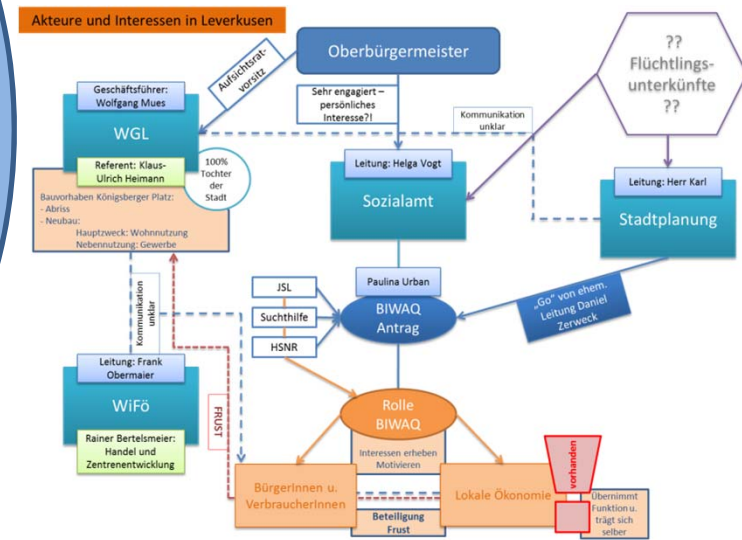 Akteure und Interessen in Leverkusen
Oberbürgermeister
??
Flüchtlings-
unterkünfte
??
Aufsichtsrat-
vorsitz
Sehr engagiert –
persönliches
Interesse?!
Kommunikation
unklar
Geschäftsführer:
Wolfgang Mues
WGL
Referent: Klaus-
Ulrich Heimann
100%
Tochter
der
Stadt
Bauvorhaben Königsberger Platz:
- Abriss
- Neubau:
Hauptzweck: Wohnnutzung
Nebennutzung: Gewerbe
Leitung: Helga Vogt
Sozialamt
Leitung: Herr Karl
Stadtplanung
Paulina Urban
BIWAQ
Antrag
„Go“ von ehem.
Leitung Daniel
Zerweck
JSL
Suchthilfe
HSNR
Kommunikation
unklar
Leitung: Frank
Obermaier
WiFö
Rainer Bertelsmeier:
Handel und
Zentrenentwicklung
FRUST
Rolle
BIWAQ
Interessen erheben
Motivieren
BürgerInnen u.
VerbraucherInnen
Lokale Ökonomie
vorhanden
Übernimmt
Funktion u.
trägt sich
selber
Beteiligung
Frust